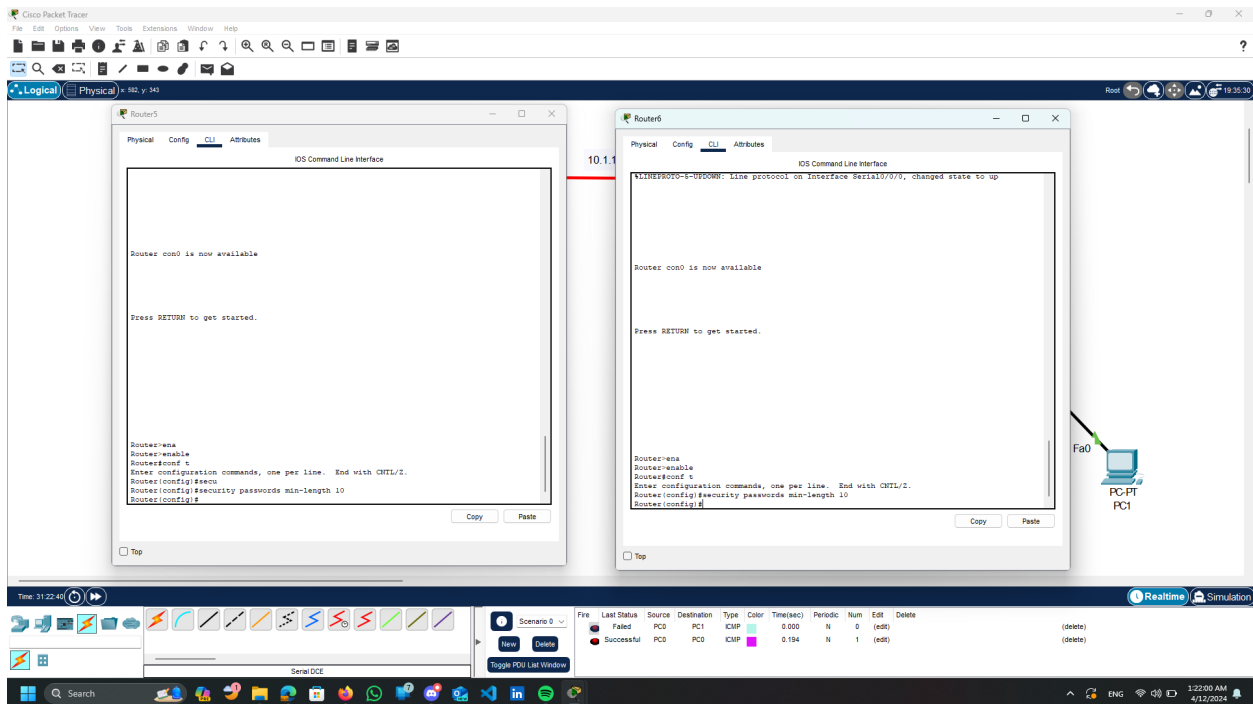 Cisco Packet Tracer
File Edit Options View Tools Extensions Window Help
?
Logical Physical x: 582, y: 343
Root 19:35:30
Router5
Physical Config CLI Attributes
IOS Command Line Interface
Router con0 is now available
Press RETURN to get started.
Router>ena
Router>enable
Router#conf t
Enter configuration commands, one per line. End with CNTL/Z.
Router(config)#secu
Router(config)#security passwords min-length 10
Router(config)#
Copy Paste
Top
10.1.1
Router6
Physical Config CLI Attributes
IOS Command Line Interface
%LINEPROTO-5-UPDOWN: Line protocol on Interface Serial0/0/0, changed state to up
Router con0 is now available
Press RETURN to get started.
Router>ena
Router>enable
Router#conf t
Enter configuration commands, one per line. End with CNTL/Z.
Router(config)#security passwords min-length 10
Router(config)#
Copy Paste
Top
Fa0
PC-PT
PC1
Time: 31:22:40
Realtime Simulation
Serial DCE
Scenario 0
New Delete
Toggle PDU List Window
Fire Last Status Source Destination Type Color Time(sec) Periodic Num Edit Delete
Failed PC0 PC1 ICMP 0.000 N 0 (edit) (delete)
Successful PC0 PC0 ICMP 0.194 N 1 (edit) (delete)
Search
ENG
1:22:00 AM
4/12/2024